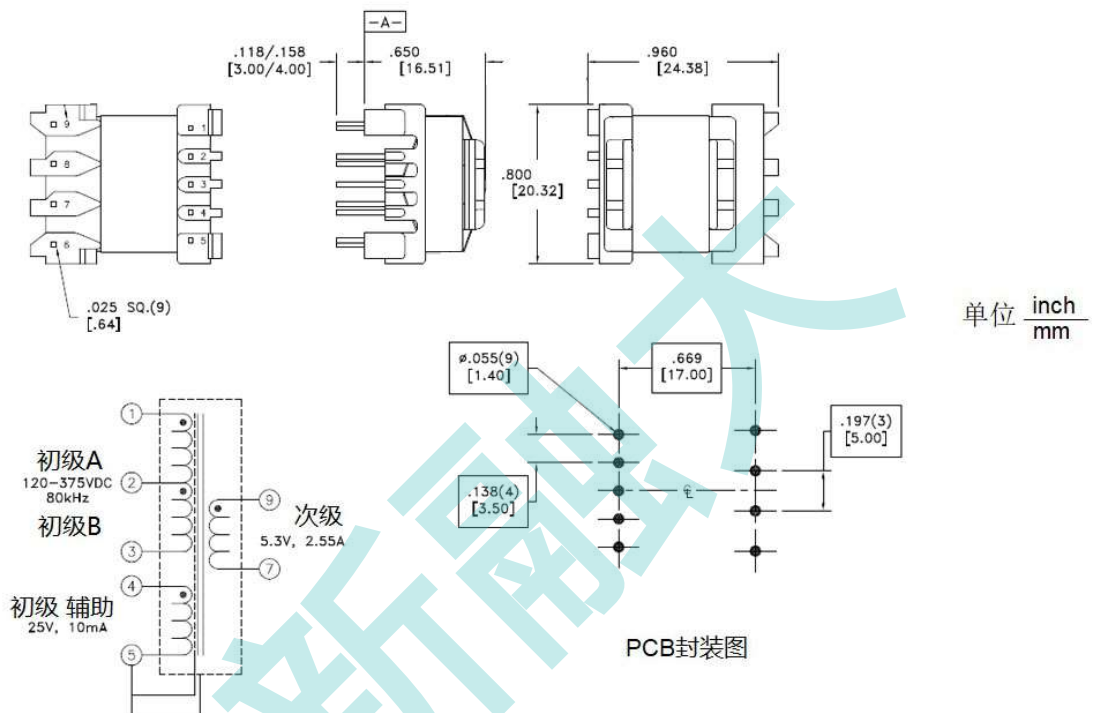 -A-
.118/.158
[3.00/4.00]
.650
[16.51]
.960
[24.38]
9
8
7
6
1
2
3
4
5
.800
[20.32]
.025 SQ.(9)
[.64]
单位 inch
mm
ø.055(9)
[1.40]
.669
[17.00]
.197(3)
[5.00]
.138(4)
[3.50]
℄
PCB封装图
1
初级A
120-375VDC
80kHz
2
初级B
3
4
初级 辅助
25V, 10mA
5
9
次级
5.3V, 2.55A
7
大融新